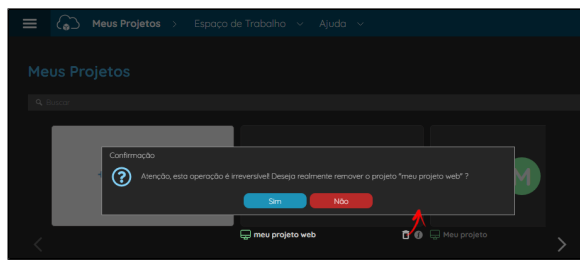 Meus Projetos > Espaço de Trabalho Ajuda
Meus Projetos
Buscar
Confirmação
Atenção, esta operação é irreversível! Deseja realmente remover o projeto "meu projeto web" ?
Sim Não
M
meu projeto web Meu projeto